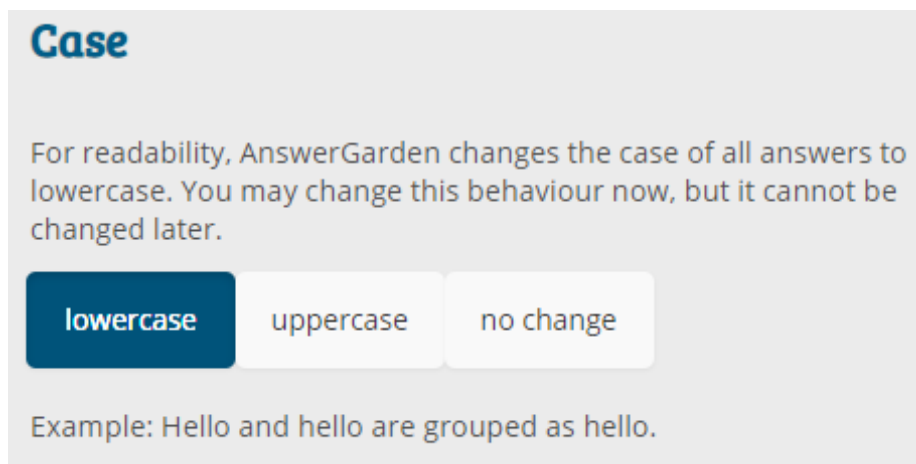 Case
For readability, AnswerGarden changes the case of all answers to
lowercase. You may change this behaviour now, but it cannot be
changed later.
lowercase uppercase no change
Example: Hello and hello are grouped as hello.